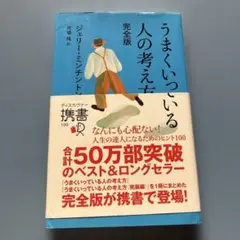 うまくいっている
人の考え方
完全版
ジェリー・ミンチントン
ディスカヴァー
携書
なんにも心配ない!
人生の達人になるためのヒント100
合計50万部突破
のベスト&ロングセラー
『うまくいっている人の考え方』
『うまくいっている人の考え方 発展編』を1冊にまとめた
完全版が携書で登場!